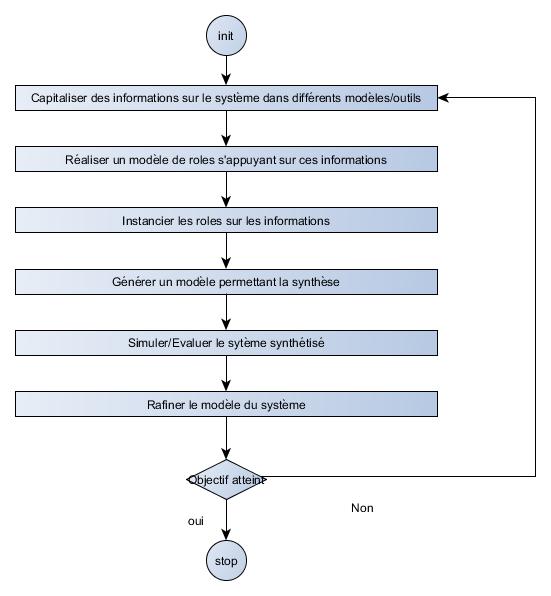 init
Capitaliser des informations sur le système dans différents modèles/outils
Réaliser un modèle de roles s'appuyant sur ces informations
Instancier les roles sur les informations
Générer un modèle permettant la synthèse
Simuler/Evaluer le sytème synthétisé
Rafiner le modèle du système
Objectif atteint
Non
oui
stop